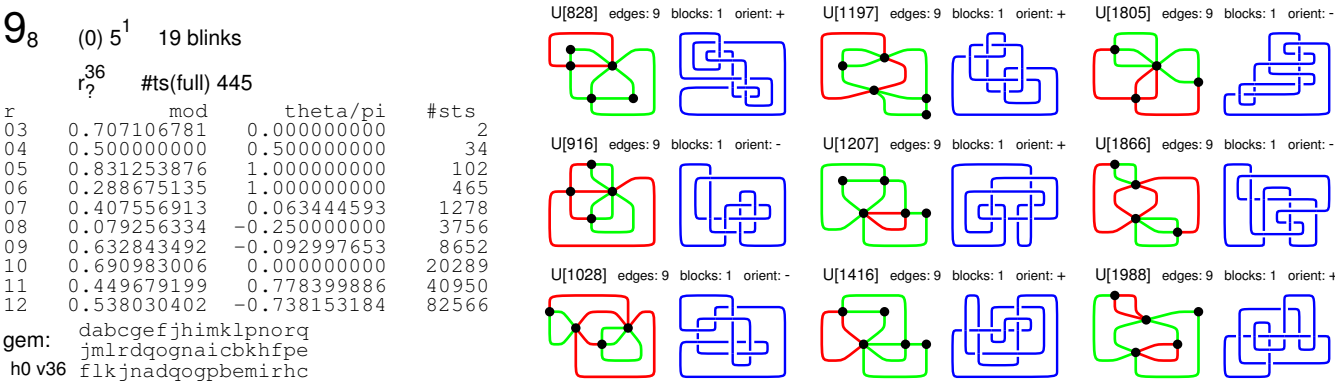 9₈ (0) 5¹ 19 blinks
r³⁶? #ts(full) 445
r mod theta/pi #sts
03 0.707106781 0.000000000 2
04 0.500000000 0.500000000 34
05 0.831253876 1.000000000 102
06 0.288675135 1.000000000 465
07 0.407556913 0.063444593 1278
08 0.079256334 −0.250000000 3756
09 0.632843492 −0.092997653 8652
10 0.690983006 0.000000000 20289
11 0.449679199 0.778399886 40950
12 0.538030402 −0.738153184 82566
gem: dabcgefjhimklpnorq
jmlrdqognaicbkhfpe
h0 v36 flkjnadqogpbemirhc
U[828] edges: 9 blocks: 1 orient: +
U[1197] edges: 9 blocks: 1 orient: +
U[1805] edges: 9 blocks: 1 orient: -
U[916] edges: 9 blocks: 1 orient: -
U[1207] edges: 9 blocks: 1 orient: +
U[1866] edges: 9 blocks: 1 orient: -
U[1028] edges: 9 blocks: 1 orient: -
U[1416] edges: 9 blocks: 1 orient: +
U[1988] edges: 9 blocks: 1 orient: +